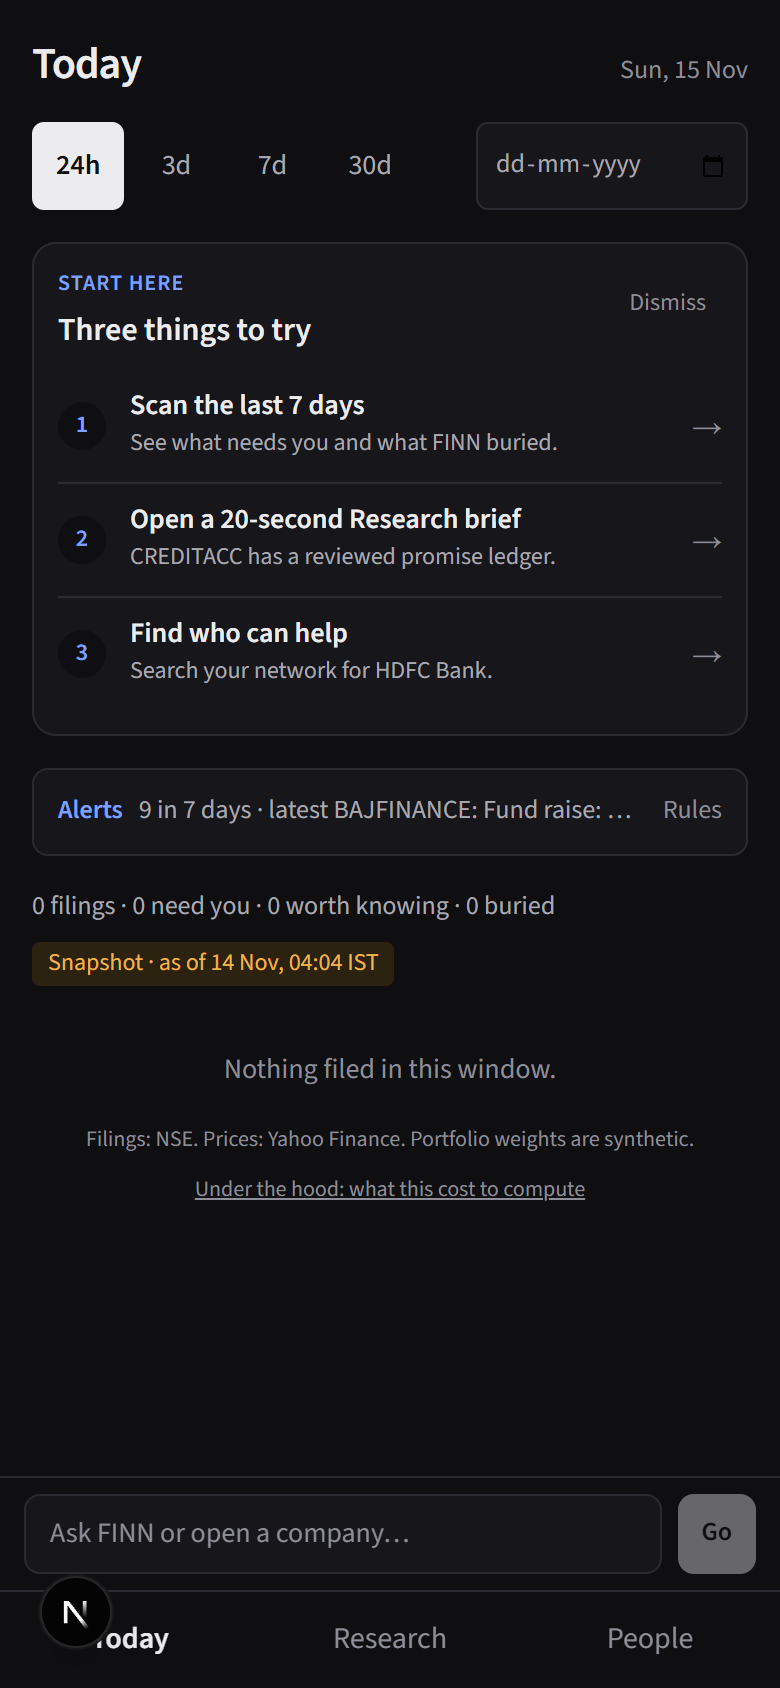 Today
Sun, 15 Nov
24h 3d 7d 30d dd-mm-yyyy
START HERE
Three things to try
Dismiss
1 Scan the last 7 days →
See what needs you and what FINN buried.
2 Open a 20-second Research brief →
CREDITACC has a reviewed promise ledger.
3 Find who can help →
Search your network for HDFC Bank.
Alerts 9 in 7 days · latest BAJFINANCE: Fund raise: … Rules
0 filings · 0 need you · 0 worth knowing · 0 buried
Snapshot · as of 14 Nov, 04:04 IST
Nothing filed in this window.
Filings: NSE. Prices: Yahoo Finance. Portfolio weights are synthetic.
Under the hood: what this cost to compute
Ask FINN or open a company… Go
N
Today Research People